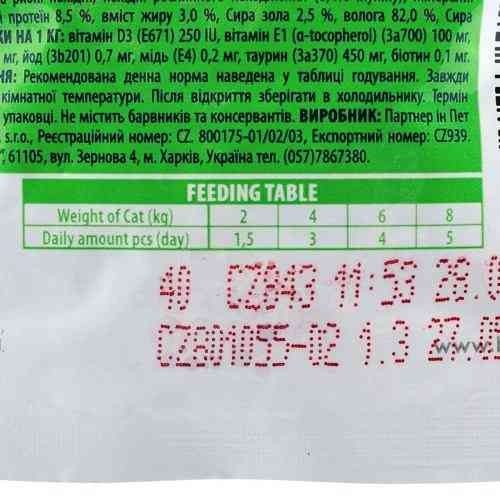 протеїн 8,5 %, вміст жиру 3,0 %, Сира зола 2,5 %, волога 82,0 %, Сира
КИ НА 1 КГ: вітамін D3 (E671) 250 IU, вітамін E1 (α-tocopherol) (3a700) 100 мг,
мг, йод (3b201) 0,7 мг, мідь (E4) 0,2 мг, таурин (3a370) 450 мг, біотин 0,1 мг.
НЯ: Рекомендована денна норма наведена у таблиці годування. Завжди
кімнатної температури. Після відкриття зберігати в холодильнику. Термін
упаковці. Не містить барвників та консервантів. ВИРОБНИК: Партнер ін Пет
s.r.o., Реєстраційний номер: CZ. 800175-01/02/03, Експортний номер: CZ939.
61105, вул. Зернова 4, м. Харків, Україна тел. (057)7867380.
FEEDING TABLE
Weight of Cat (kg) 2 4 6 8
Daily amount pcs (day) 1,5 3 4 5
40 CZ843 11:53 28.0
CZ801055-02 1.3 27.0
www.